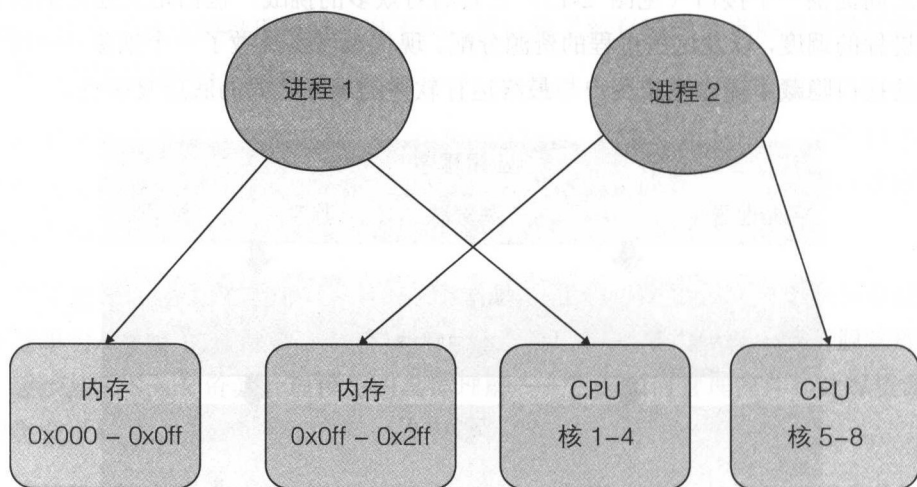 进程 1
进程 2
内存
0x000 – 0x0ff
内存
0x0ff – 0x2ff
CPU
核 1–4
CPU
核 5–8